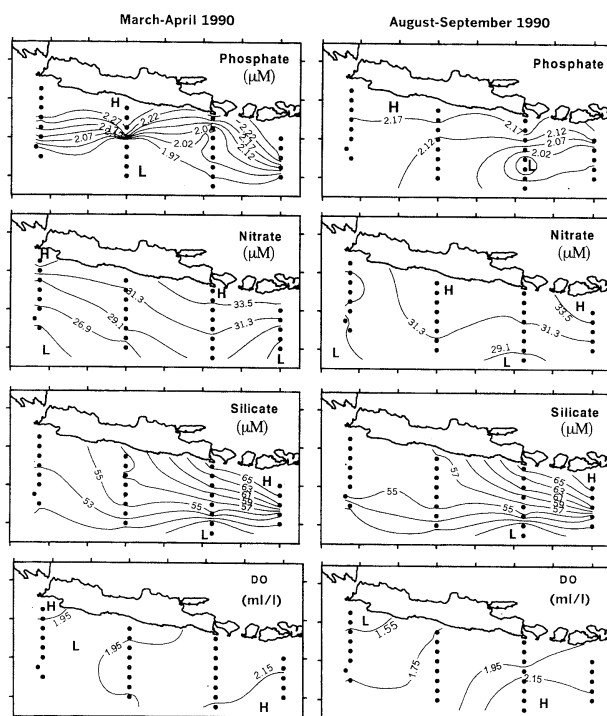 March-April 1990
August-September 1990
Phosphate
(μM)
H
2.27
2.22
2.07
2.02
2.22
2.17
2.12
1.97
L
Phosphate
H
2.17
2.17
2.12
2.12
2.07
2.02
L
Nitrate
(μM)
H
H
31.3
33.5
29.1
31.3
26.9
L
L
Nitrate
(μM)
H
H
33.5
31.3
31.3
29.1
L
L
Silicate
(μM)
55
H
65
63
61
59
57
53
55
L
Silicate
(μM)
57
H
65
63
61
59
57
55
55
L
DO
(ml/l)
H
1.95
L
1.95
2.15
H
DO
(ml/l)
L
1.55
1.75
1.95
2.15
H